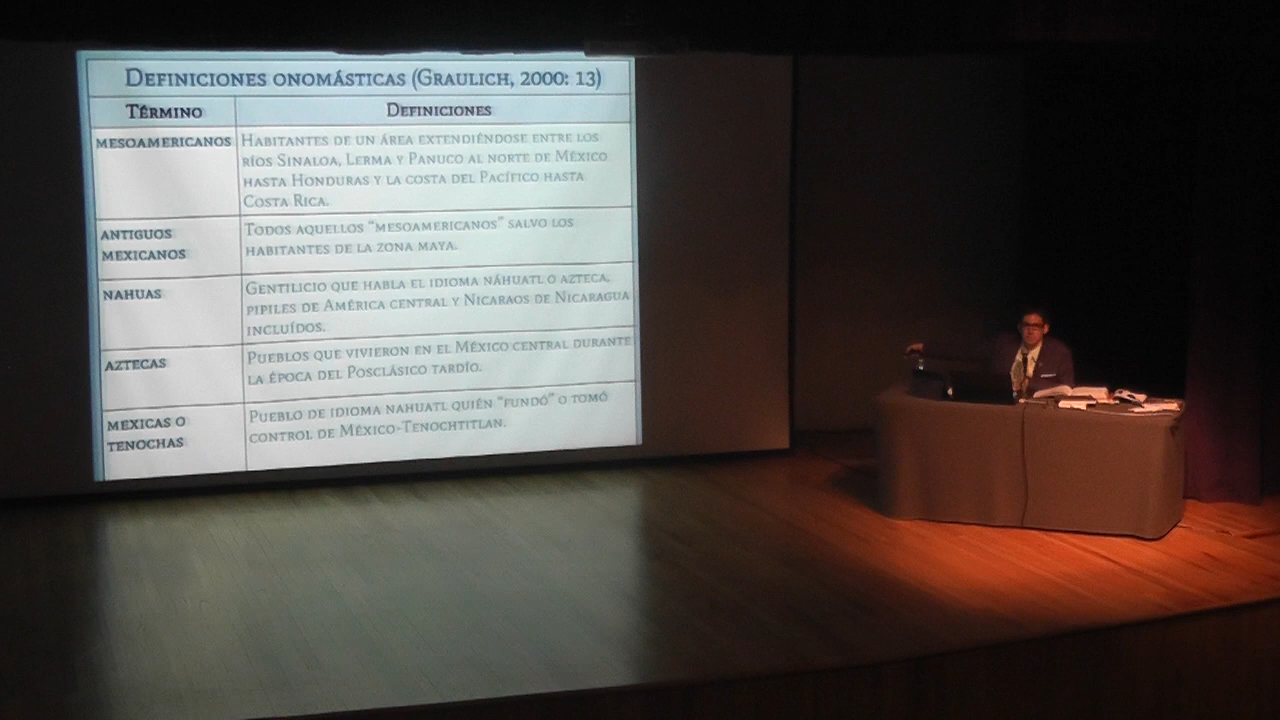 Definiciones onomásticas (Graulich, 2000: 13)
Término Definiciones
mesoamericanos Habitantes de un área extendiéndose entre los
ríos Sinaloa, Lerma y Panuco al norte de México
hasta Honduras y la costa del Pacífico hasta
Costa Rica.
antiguos
mexicanos
Todos aquellos “mesoamericanos” salvo los
habitantes de la zona maya.
nahuas
Gentilicio que habla el idioma náhuatl o azteca,
pipiles de América central y Nicaraos de Nicaragua
incluídos.
aztecas
Pueblos que vivieron en el México central durante
la época del Posclásico tardío.
mexicas o
tenochas
Pueblo de idioma nahuatl quién “fundó” o tomó
control de México-Tenochtitlan.